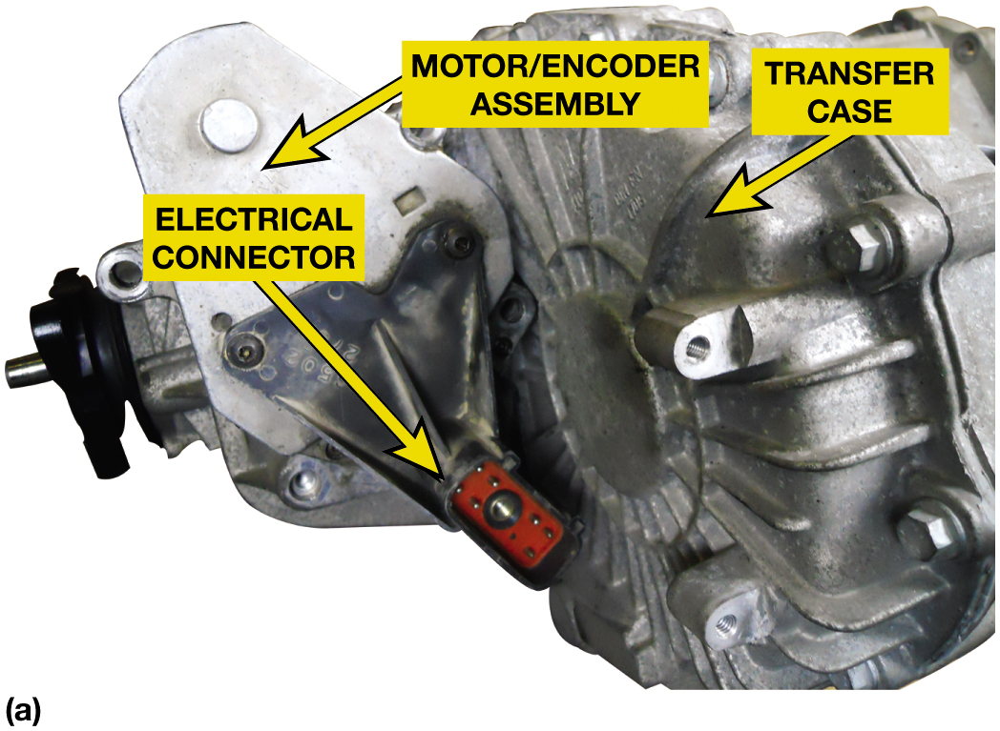 MOTOR/ENCODER
ASSEMBLY
TRANSFER
CASE
ELECTRICAL
CONNECTOR
(a)